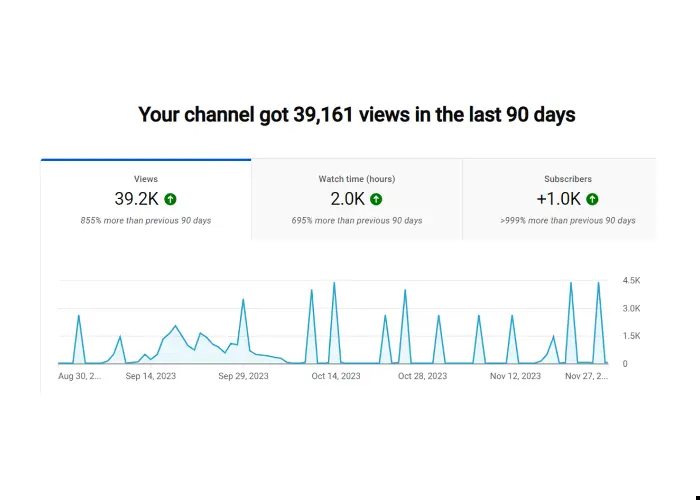 Your channel got 39,161 views in the last 90 days
Views
39.2K
855% more than previous 90 days
Watch time (hours)
2.0K
695% more than previous 90 days
Subscribers
+1.0K
>999% more than previous 90 days
4.5K
3.0K
1.5K
0
Aug 30, 2...
Sep 14, 2023
Sep 29, 2023
Oct 14, 2023
Oct 28, 2023
Nov 12, 2023
Nov 27, 2...